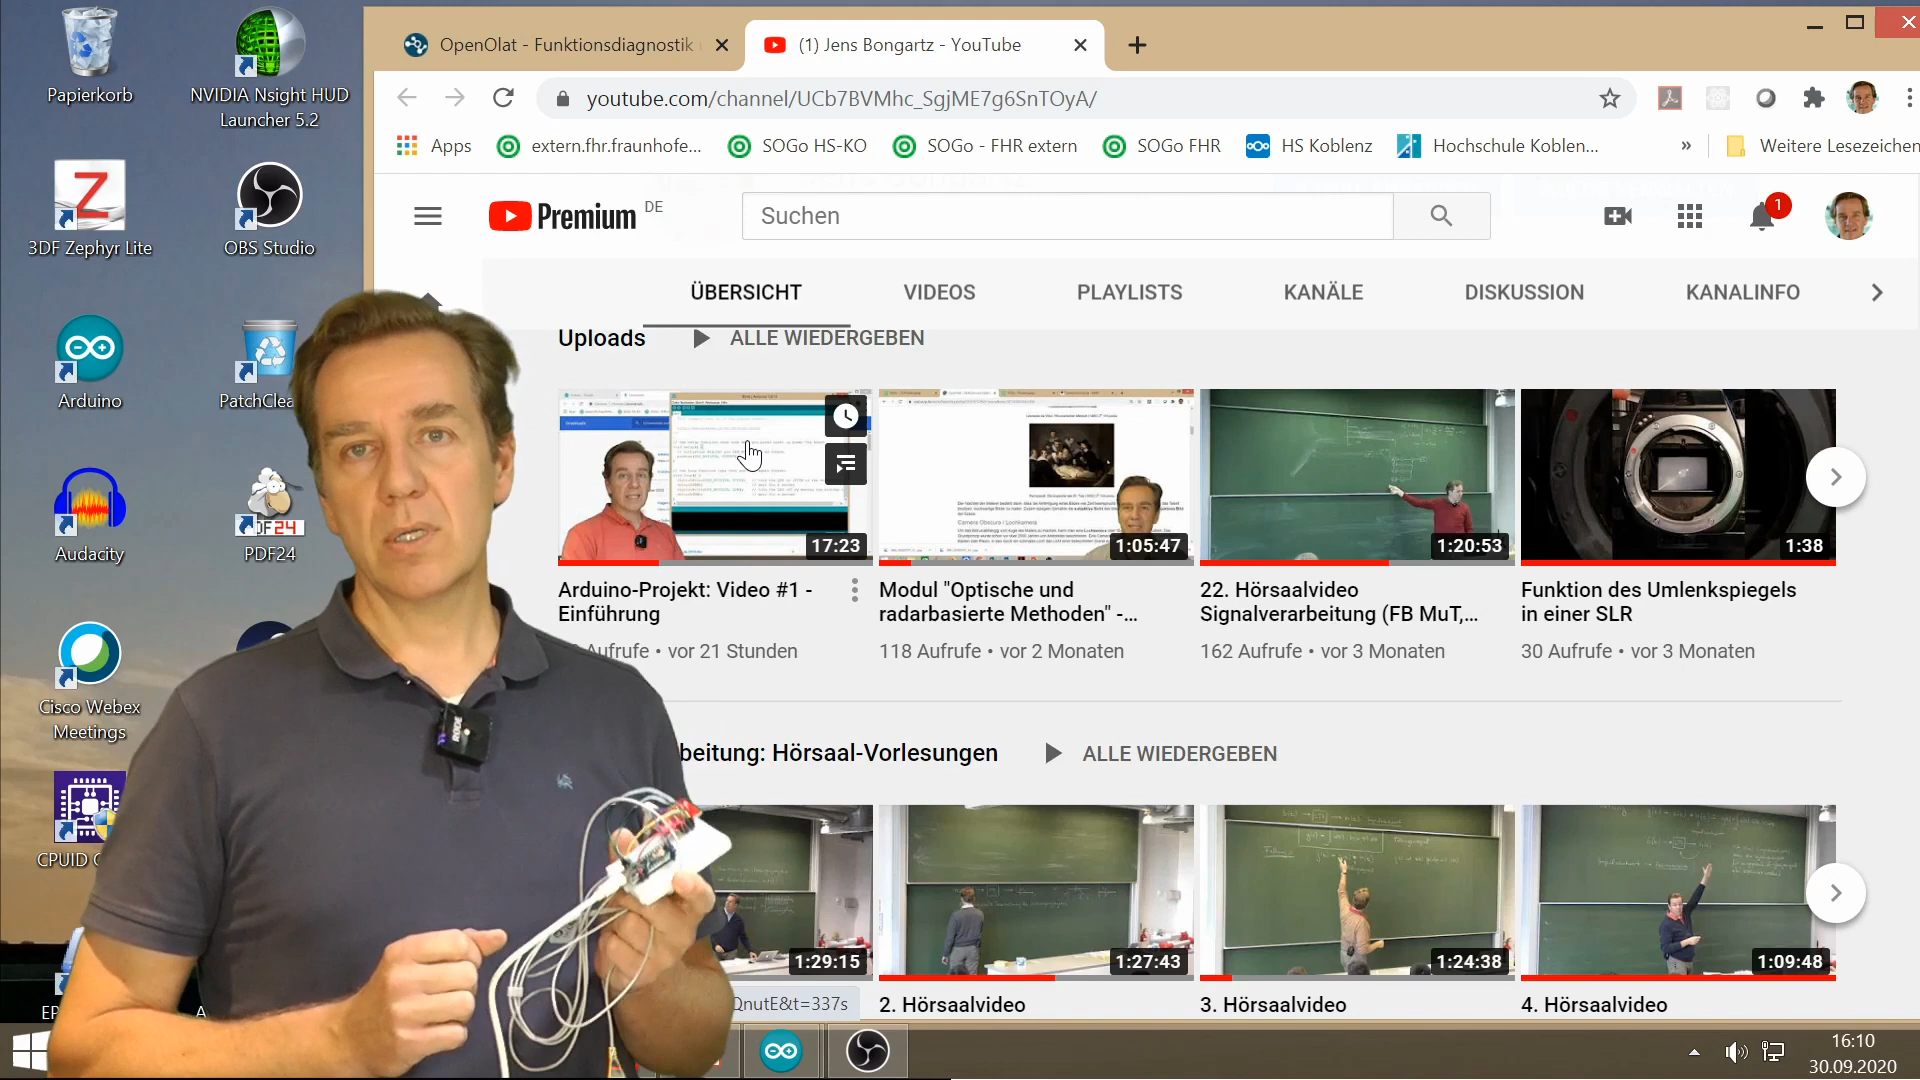 Papierkorb
NVIDIA Nsight HUD
Launcher 5.2
3DF Zephyr Lite
OBS Studio
Arduino
PatchClea
Audacity
PDF24
Cisco Webex
Meetings
CPUID
OpenOlat - Funktionsdiagnostik
(1) Jens Bongartz - YouTube
youtube.com/channel/UCb7BVMhc_SgjME7g6SnTOyA/
Apps
extern.fhr.fraunhofe...
SOGo HS-KO
SOGo - FHR extern
SOGo FHR
HS Koblenz
Hochschule Koblen...
»
Weitere Lesezeichen
Premium DE
Suchen
1
ÜBERSICHT
VIDEOS
PLAYLISTS
KANÄLE
DISKUSSION
KANALINFO
Uploads
ALLE WIEDERGEBEN
17:23
1:05:47
1:20:53
1:38
Arduino-Projekt: Video #1 -
Einführung
Aufrufe • vor 21 Stunden
Modul "Optische und
radarbasierte Methoden" -...
118 Aufrufe • vor 2 Monaten
22. Hörsaalvideo
Signalverarbeitung (FB MuT,...
162 Aufrufe • vor 3 Monaten
Funktion des Umlenkspiegels
in einer SLR
30 Aufrufe • vor 3 Monaten
beitung: Hörsaal-Vorlesungen
ALLE WIEDERGEBEN
1:29:15
1:27:43
1:24:38
1:09:48
QnutE&t=337s
2. Hörsaalvideo
3. Hörsaalvideo
4. Hörsaalvideo
RODE
16:10
30.09.2020